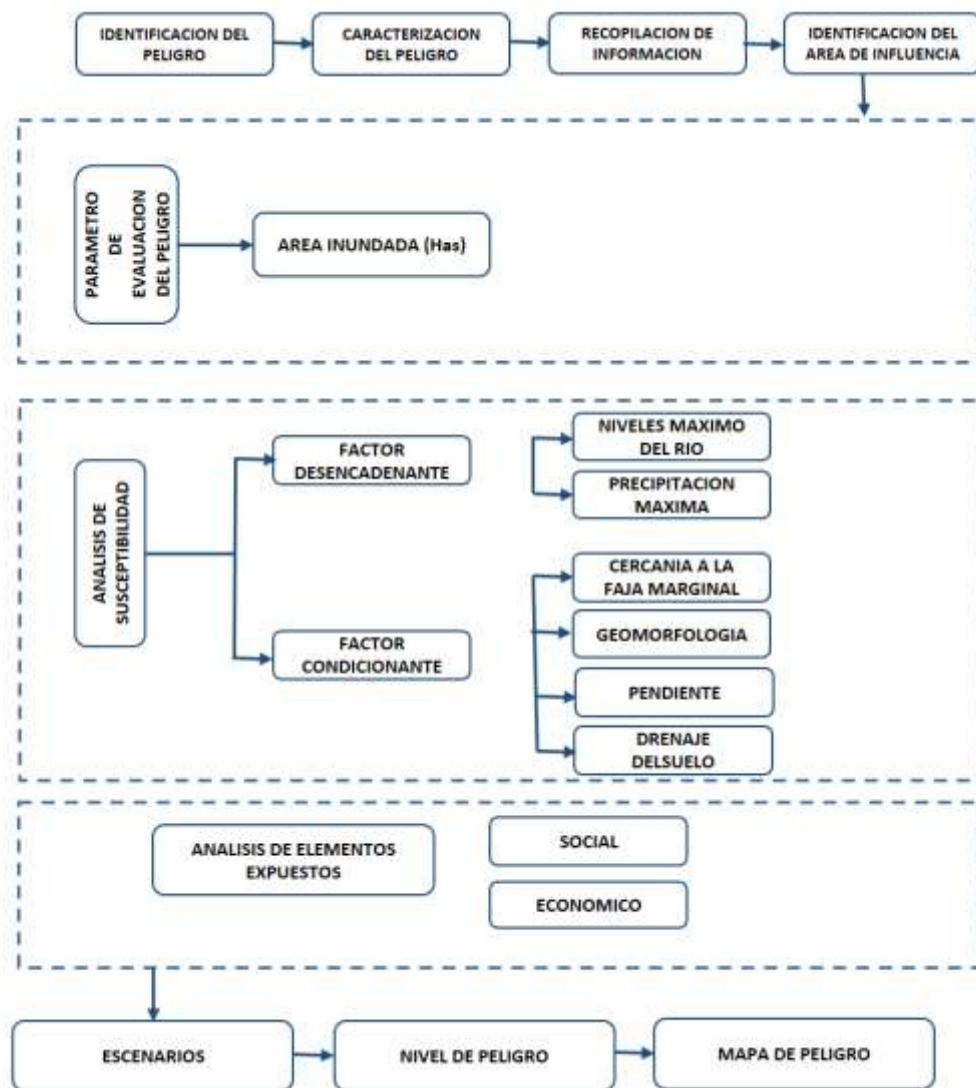 IDENTIFICACION DEL
PELIGRO
CARACTERIZACION
DEL PELIGRO
RECOPILACION DE
INFORMACION
IDENTIFICACION DEL
AREA DE INFLUENCIA
PARAMETRO
DE
EVALUACION
DEL PELIGRO
AREA INUNDADA (Has)
ANALISIS DE
SUSCEPTIBILIDAD
FACTOR
DESENCADENANTE
NIVELES MAXIMO
DEL RIO
PRECIPITACION
MAXIMA
FACTOR
CONDICIONANTE
CERCANIA A LA
FAJA MARGINAL
GEOMORFOLOGIA
PENDIENTE
DRENAJE
DELSUELO
ANALISIS DE ELEMENTOS
EXPUESTOS
SOCIAL
ECONOMICO
ESCENARIOS
NIVEL DE PELIGRO
MAPA DE PELIGRO